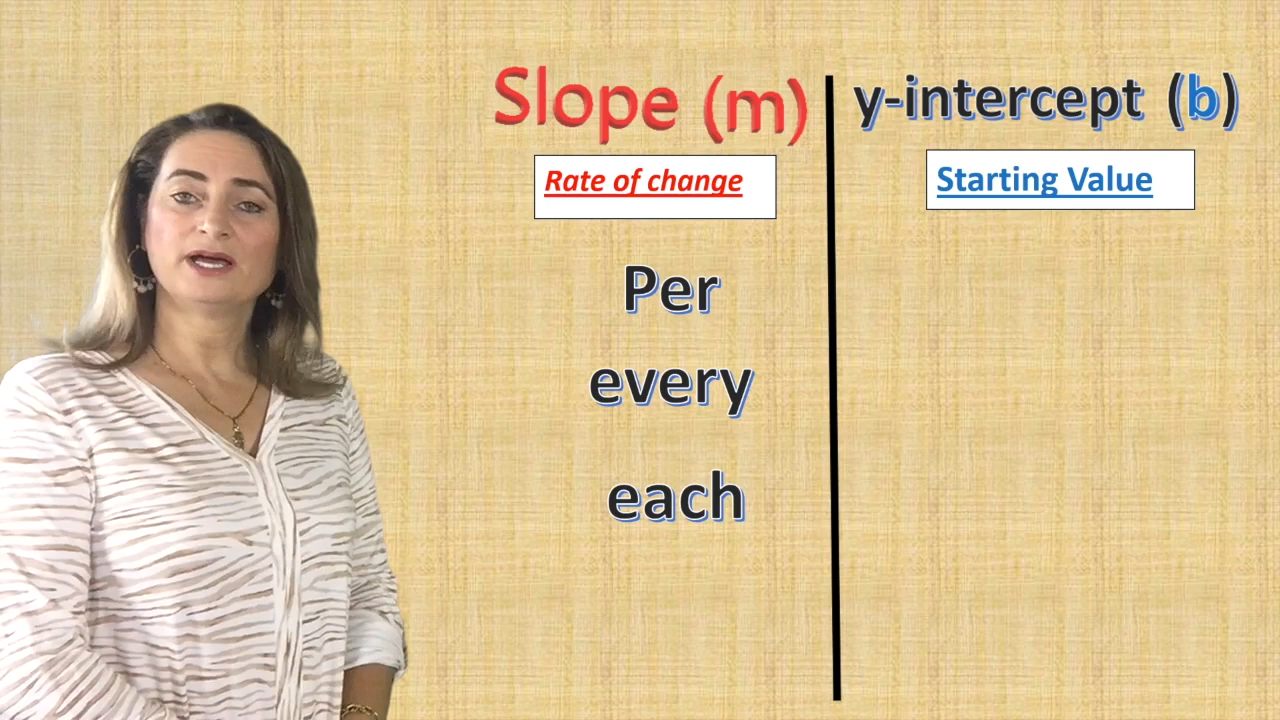 Slope (m)
Rate of change
Per
every
each
y-intercept (b)
Starting Value